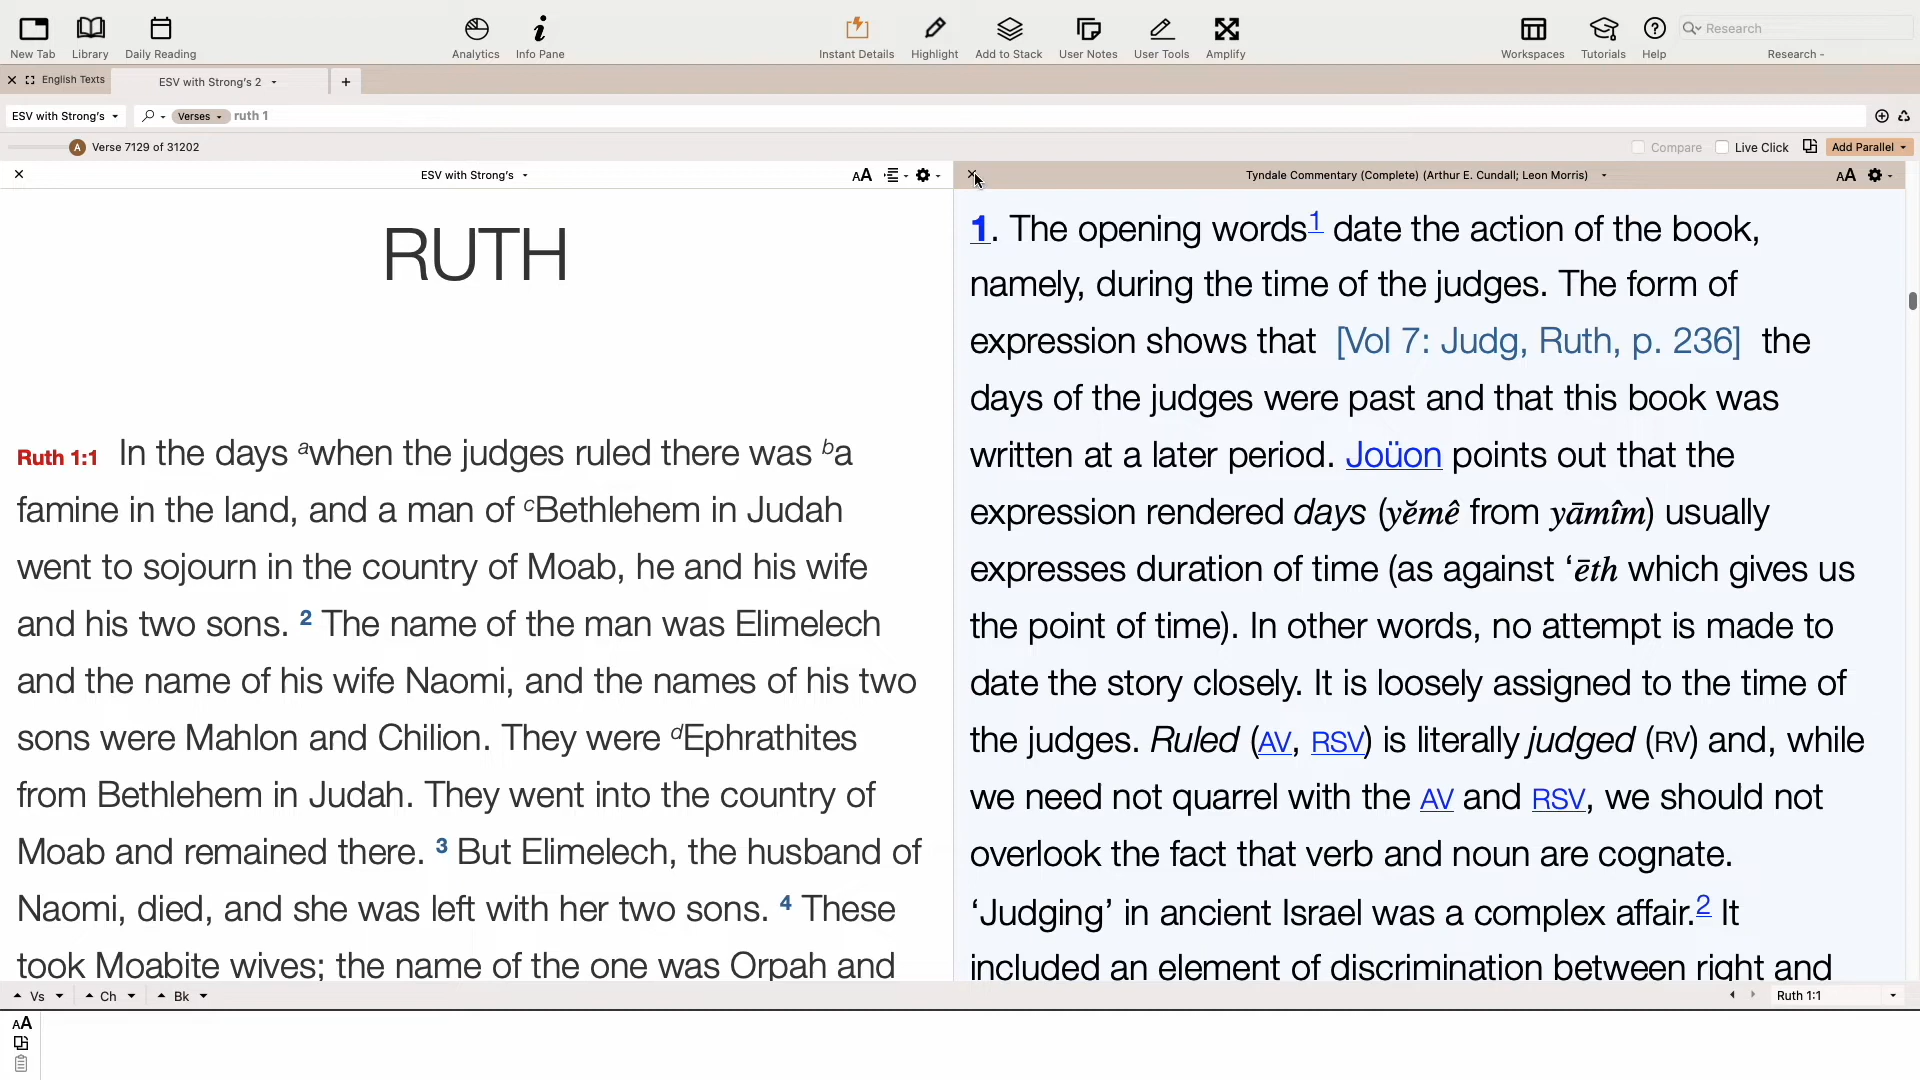 New Tab
Library
Daily Reading
Analytics
Info Pane
Instant Details
Highlight
Add to Stack
User Notes
User Tools
Amplify
Workspaces
Tutorials
Help
Research
Research
English Texts
ESV with Strong's 2
+
ESV with Strong's
Verses
ruth 1
A
Verse 7129 of 31202
Compare
Live Click
Add Parallel
ESV with Strong's
AA
RUTH
Ruth 1:1 In the days ᵃwhen the judges ruled there was ᵇa
famine in the land, and a man of ᶜBethlehem in Judah
went to sojourn in the country of Moab, he and his wife
and his two sons. 2 The name of the man was Elimelech
and the name of his wife Naomi, and the names of his two
sons were Mahlon and Chilion. They were ᵈEphrathites
from Bethlehem in Judah. They went into the country of
Moab and remained there. 3 But Elimelech, the husband of
Naomi, died, and she was left with her two sons. 4 These
took Moabite wives; the name of the one was Orpah and
Tyndale Commentary (Complete) (Arthur E. Cundall; Leon Morris)
AA
1. The opening words1 date the action of the book,
namely, during the time of the judges. The form of
expression shows that [Vol 7: Judg, Ruth, p. 236] the
days of the judges were past and that this book was
written at a later period. Joüon points out that the
expression rendered days (yĕmê from yāmîm) usually
expresses duration of time (as against ‘ēth which gives us
the point of time). In other words, no attempt is made to
date the story closely. It is loosely assigned to the time of
the judges. Ruled (AV, RSV) is literally judged (RV) and, while
we need not quarrel with the AV and RSV, we should not
overlook the fact that verb and noun are cognate.
‘Judging’ in ancient Israel was a complex affair.2 It
included an element of discrimination between right and
Vs
Ch
Bk
Ruth 1:1
AA